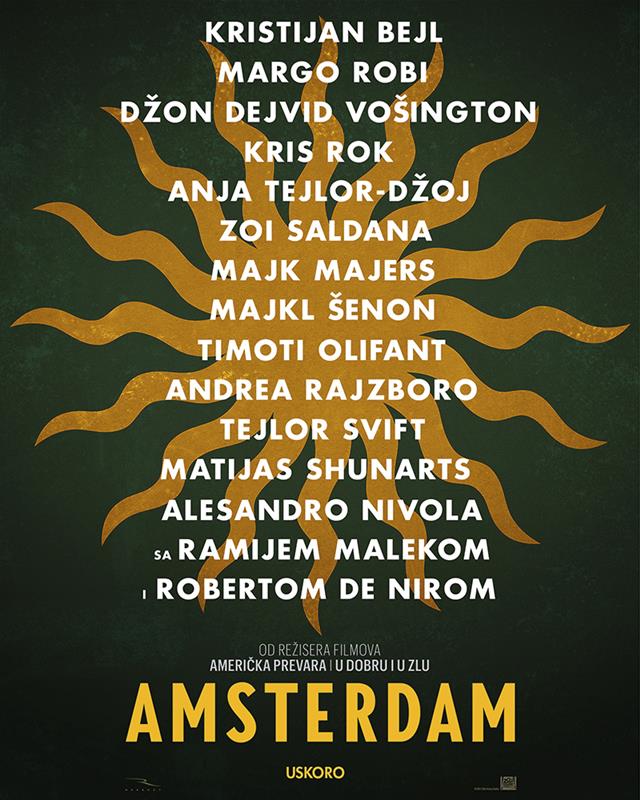 KRISTIJAN BEJL
MARGO ROBI
DŽON DEJVID VOŠINGTON
KRIS ROK
ANJA TEJLOR-DŽOJ
ZOI SALDANA
MAJK MAJERS
MAJKL ŠENON
TIMOTI OLIFANT
ANDREA RAJZBORO
TEJLOR SVIFT
MATIJAS SHUNARTS
ALESANDRO NIVOLA
SA RAMIJEM MALEKOM
I ROBERTOM DE NIROM
OD REŽISERA FILMOVA
AMERIČKA PREVARA I U DOBRU I U ZLU
AMSTERDAM
USKORO
REGENCY